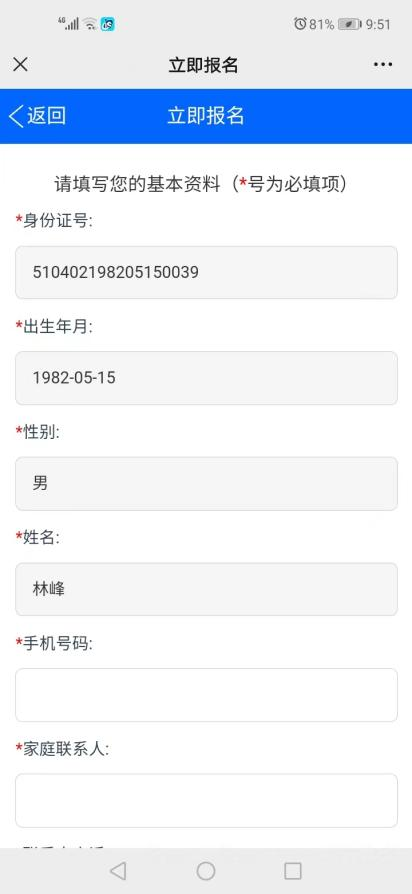 4G 81% 9:51
立即报名
返回 立即报名
请填写您的基本资料（*号为必填项）
*身份证号:
510402198205150039
*出生年月:
1982-05-15
*性别:
男
*姓名:
林峰
*手机号码:
*家庭联系人: